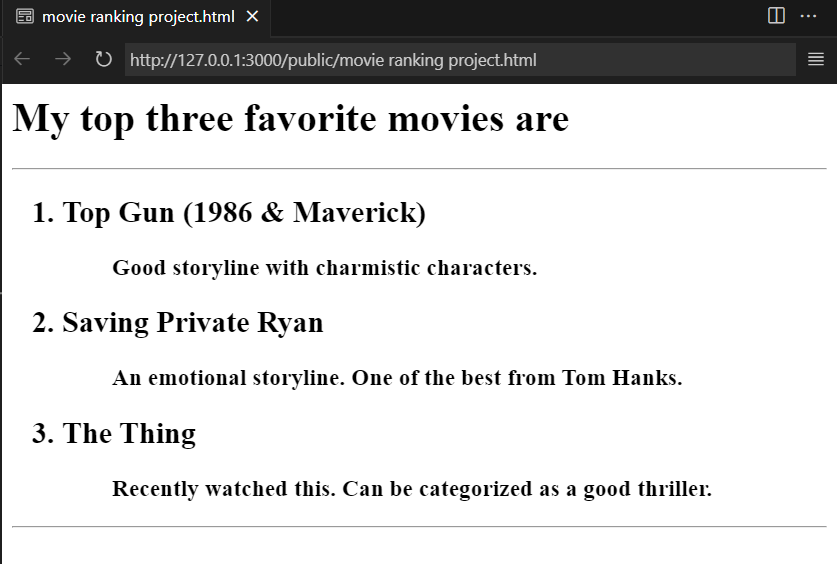 movie ranking project.html
http://127.0.0.1:3000/public/movie ranking project.html
My top three favorite movies are
1. Top Gun (1986 & Maverick)
Good storyline with charmistic characters.
2. Saving Private Ryan
An emotional storyline. One of the best from Tom Hanks.
3. The Thing
Recently watched this. Can be categorized as a good thriller.